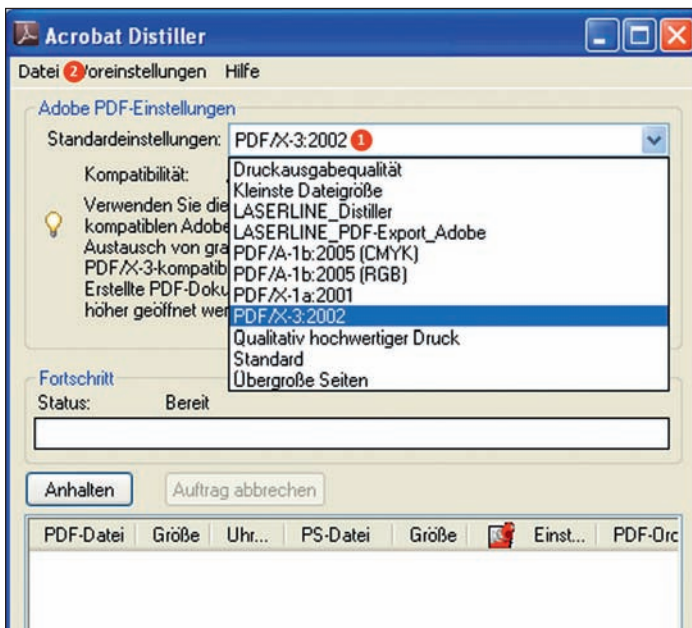 Acrobat Distiller
Datei 2 Voreinstellungen Hilfe
Adobe PDF-Einstellungen
Standardeinstellungen: PDF/X-3:2002 1
Kompatibilität:
Druckausgabequalität
Kleinste Dateigröße
LASERLINE_Distiller
LASERLINE_PDF-Export_Adobe
PDF/A-1b:2005 (CMYK)
PDF/A-1b:2005 (RGB)
PDF/X-1a:2001
PDF/X-3:2002
Qualitativ hochwertiger Druck
Standard
Übergroße Seiten
Verwenden Sie die
kompatiblen Adobe
Austausch von gra
PDF/X-3-kompatib
Erstellte PDF-Doku
höher geöffnet wer
Fortschritt
Status: Bereit
Anhalten Auftrag abbrechen
PDF-Datei Größe Uhr... PS-Datei Größe Einst... PDF-Ord